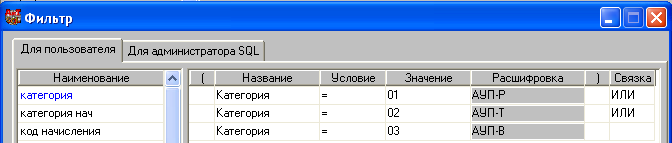 Фильтр
Для пользователя Для администратора SQL
Наименование ( Название Условие Значение Расшифровка ) Связка
категория Категория = 01 АУП-Р ИЛИ
категория нач Категория = 02 АУП-Т ИЛИ
код начисления Категория = 03 АУП-В